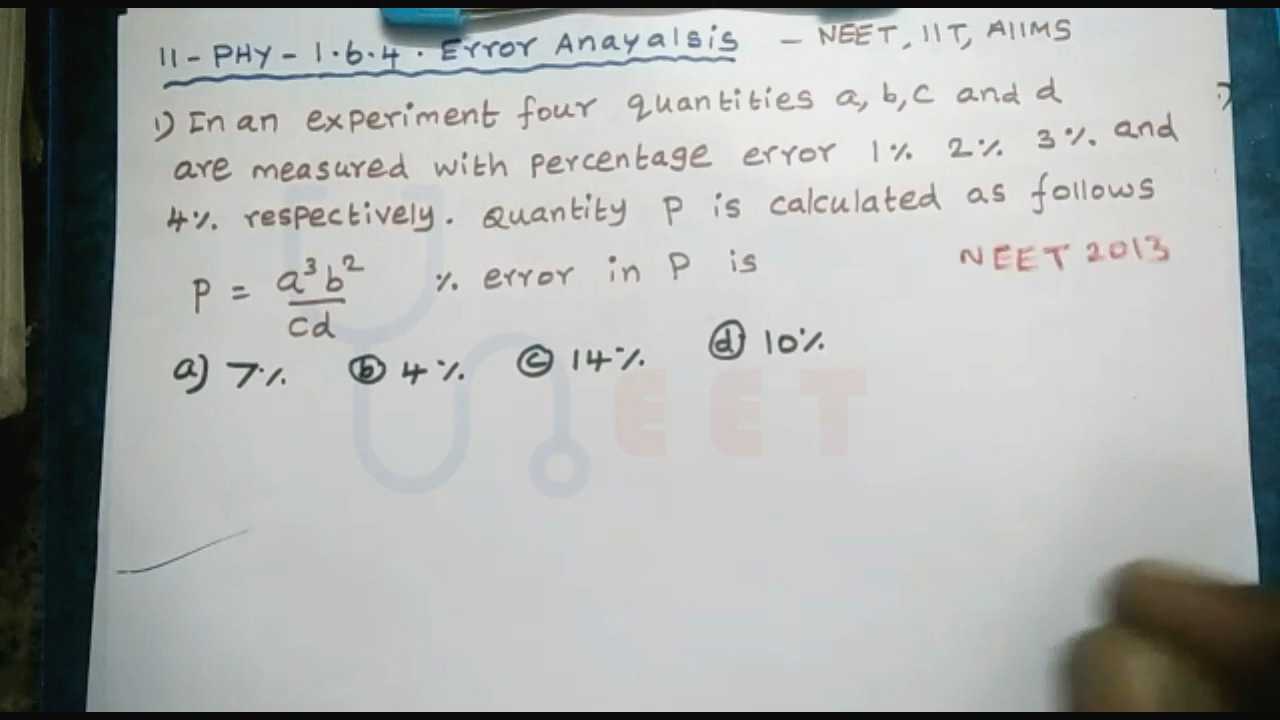 11 - PHY - 1.6.4. Error Anayalsis - NEET, IIT, AIIMS
1) In an experiment four quantities a, b, c and d
are measured with percentage error 1% 2% 3% and
4% respectively. Quantity P is calculated as follows
P = a³b² / cd % error in P is
NEET 2013
a) 7% (b) 4% (c) 14% (d) 10%
EET